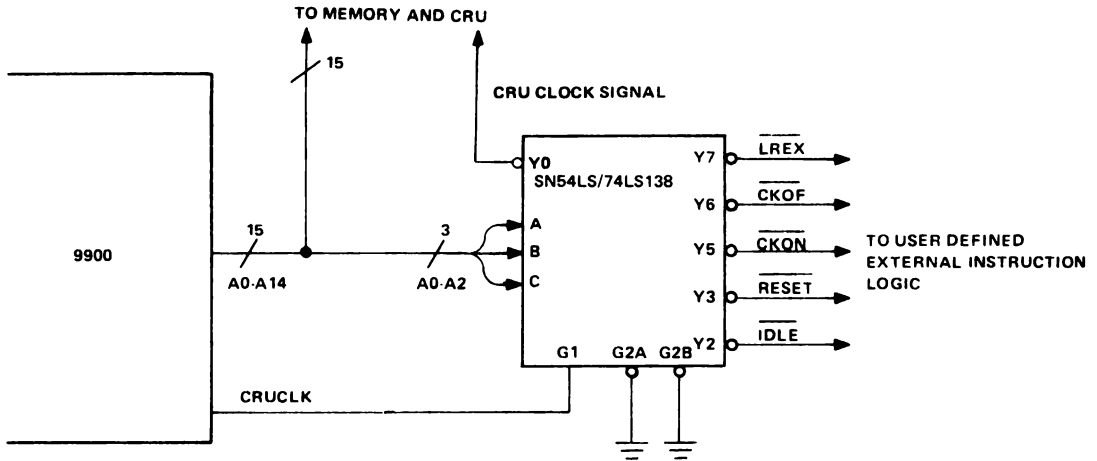 TO MEMORY AND CRU
15
CRU CLOCK SIGNAL
9900
15
A0-A14
3
A0-A2
Y0
SN54LS/74LS138
A
B
C
Y7
Y6
Y5
Y3
Y2
G1
G2A
G2B
LREX
CKOF
CKON
RESET
IDLE
TO USER DEFINED
EXTERNAL INSTRUCTION
LOGIC
CRUCLK